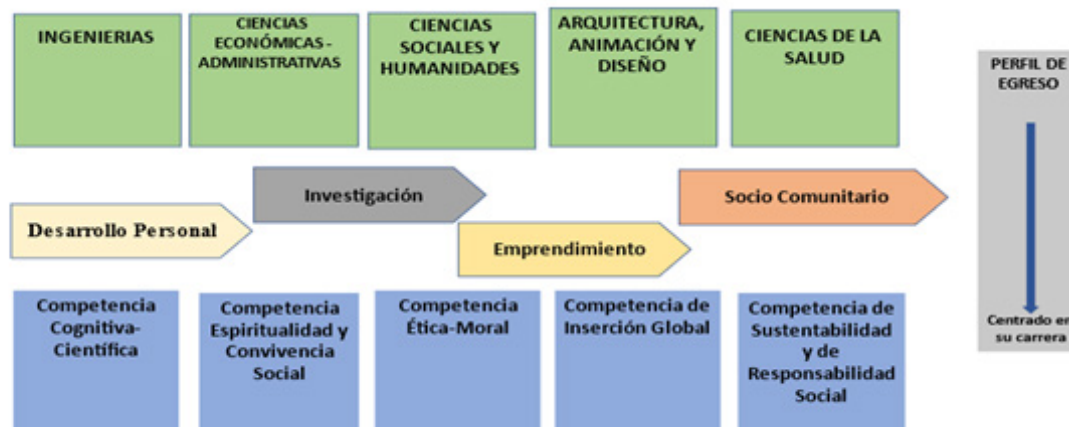 INGENIERIAS
CIENCIAS
ECONÓMICAS -
ADMINISTRATIVAS
CIENCIAS
SOCIALES Y
HUMANIDADES
ARQUITECTURA,
ANIMACIÓN Y
DISEÑO
CIENCIAS DE LA
SALUD
PERFIL DE
EGRESO
Investigación
Socio Comunitario
Desarrollo Personal
Emprendimiento
Competencia
Cognitiva-
Científica
Competencia
Espiritualidad y
Convivencia
Social
Competencia
Ética-Moral
Competencia de
Inserción Global
Competencia de
Sustentabilidad
y de
Responsabilidad
Social
Centrado en
su carrera